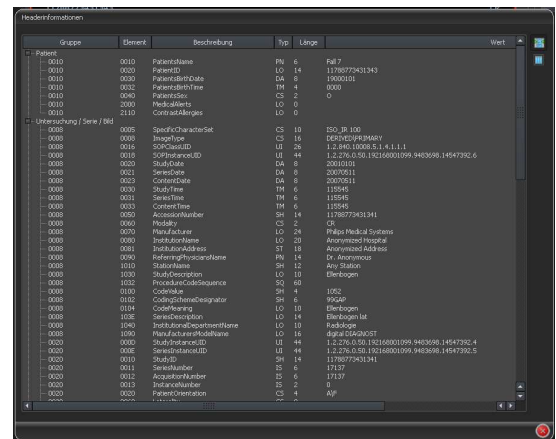 Headerinformationen
Gruppe Element Beschreibung Typ Länge Wert
Patient
0010 0010 PatientsName PN 6 Fall 7
0010 0020 PatientID LO 14 11788773431343
0010 0030 PatientsBirthDate DA 8 19000101
0010 0032 PatientsBirthTime TM 4 0000
0010 0040 PatientsSex CS 2 O
0010 2000 MedicalAlerts LO 0
0010 2110 ContrastAllergies LO 0
Untersuchung / Serie / Bild
0008 0005 SpecificCharacterSet CS 10 ISO_IR 100
0008 0008 ImageType CS 16 DERIVED\PRIMARY
0008 0016 SOPClassUID UI 26 1.2.840.10008.5.1.4.1.1.1
0008 0018 SOPInstanceUID UI 44 1.2.276.0.50.192168001099.9483698.14547392.6
0008 0020 StudyDate DA 8 20010101
0008 0021 SeriesDate DA 8 20070511
0008 0023 ContentDate DA 8 20070511
0008 0030 StudyTime TM 6 115545
0008 0031 SeriesTime TM 6 115545
0008 0033 ContentTime TM 6 115545
0008 0050 AccessionNumber SH 14 11788773431341
0008 0060 Modality CS 2 CR
0008 0070 Manufacturer LO 24 Philips Medical Systems
0008 0080 InstitutionName LO 20 Anonymized Hospital
0008 0081 InstitutionAddress ST 18 Anonymized Address
0008 0090 ReferringPhysiciansName PN 14 Dr. Anonymous
0008 1010 StationName SH 12 Any Station
0008 1030 StudyDescription LO 10 Ellenbogen
0008 1032 ProcedureCodeSequence SQ 60
0008 0100 CodeValue SH 4 1052
0008 0102 CodingSchemeDesignator SH 6 99GAP
0008 0104 CodeMeaning LO 10 Ellenbogen
0008 103E SeriesDescription LO 14 Ellenbogen lat
0008 1040 InstitutionalDepartmentName LO 10 Radiologie
0008 1090 ManufacturersModelName LO 16 digital DIAGNOST
0020 000D StudyInstanceUID UI 44 1.2.276.0.50.192168001099.9483698.14547392.4
0020 000E SeriesInstanceUID UI 44 1.2.276.0.50.192168001099.9483698.14547392.5
0020 0010 StudyID SH 14 11788773431341
0020 0011 SeriesNumber IS 6 17137
0020 0012 AcquisitionNumber IS 6 17137
0020 0013 InstanceNumber IS 2 0
0020 0020 PatientOrientation CS 4 A\F